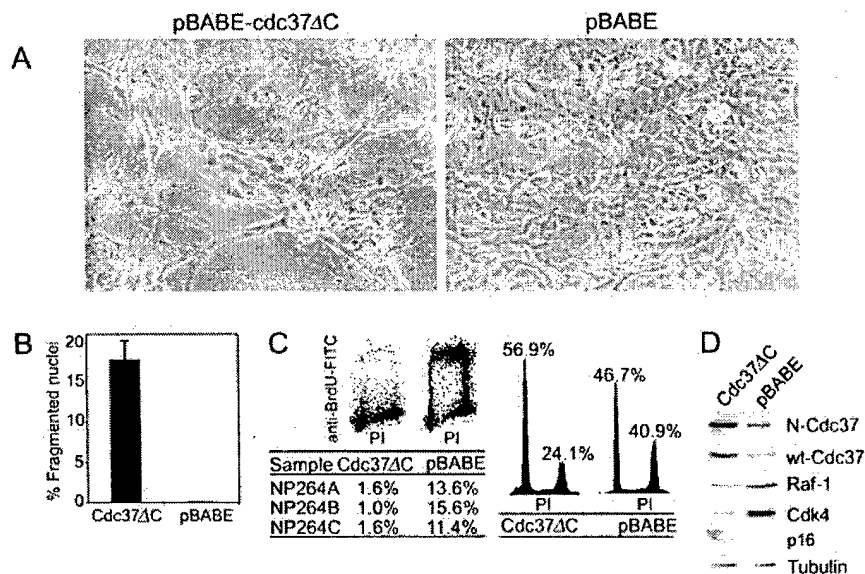 pBABE-cdc37ΔC pBABE
A
B
% Fragmented nuclei
20
15
10
5
0
Cdc37ΔC pBABE
C
anti-BrdU-FITC
PI PI
Sample Cdc37ΔC pBABE
NP264A 1.6% 13.6%
NP264B 1.0% 15.6%
NP264C 1.6% 11.4%
56.9%
24.1%
46.7%
40.9%
PI PI
Cdc37ΔC pBABE
D
Cdc37ΔC pBABE
N-Cdc37
wt-Cdc37
Raf-1
Cdk4
p16
Tubulin